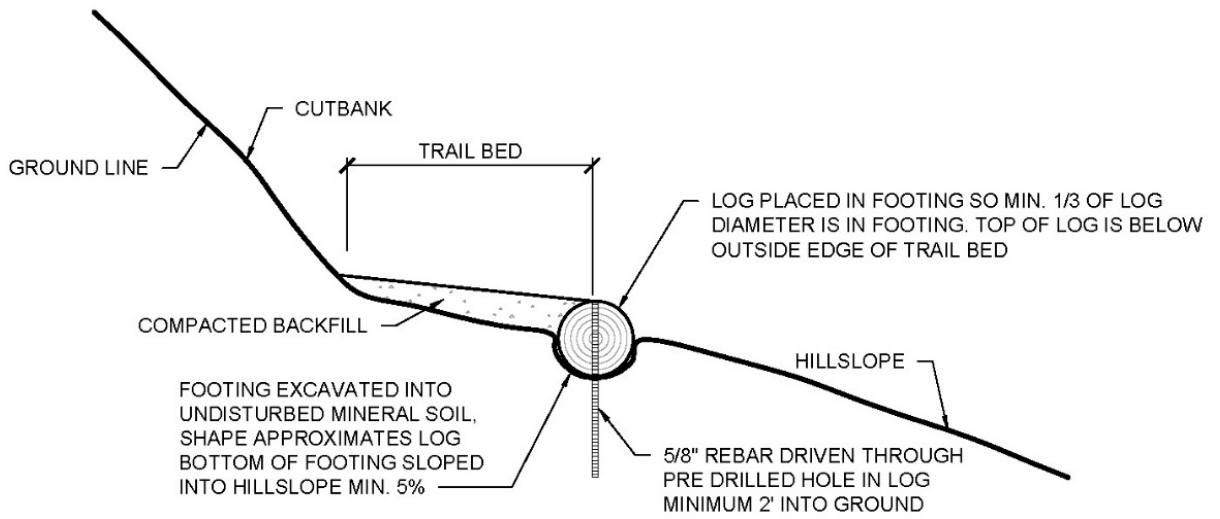 CUTBANK
GROUND LINE
TRAIL BED
LOG PLACED IN FOOTING SO MIN. 1/3 OF LOG
DIAMETER IS IN FOOTING. TOP OF LOG IS BELOW
OUTSIDE EDGE OF TRAIL BED
COMPACTED BACKFILL
HILLSLOPE
FOOTING EXCAVATED INTO
UNDISTURBED MINERAL SOIL,
SHAPE APPROXIMATES LOG
BOTTOM OF FOOTING SLOPED
INTO HILLSLOPE MIN. 5%
5/8" REBAR DRIVEN THROUGH
PRE DRILLED HOLE IN LOG
MINIMUM 2' INTO GROUND